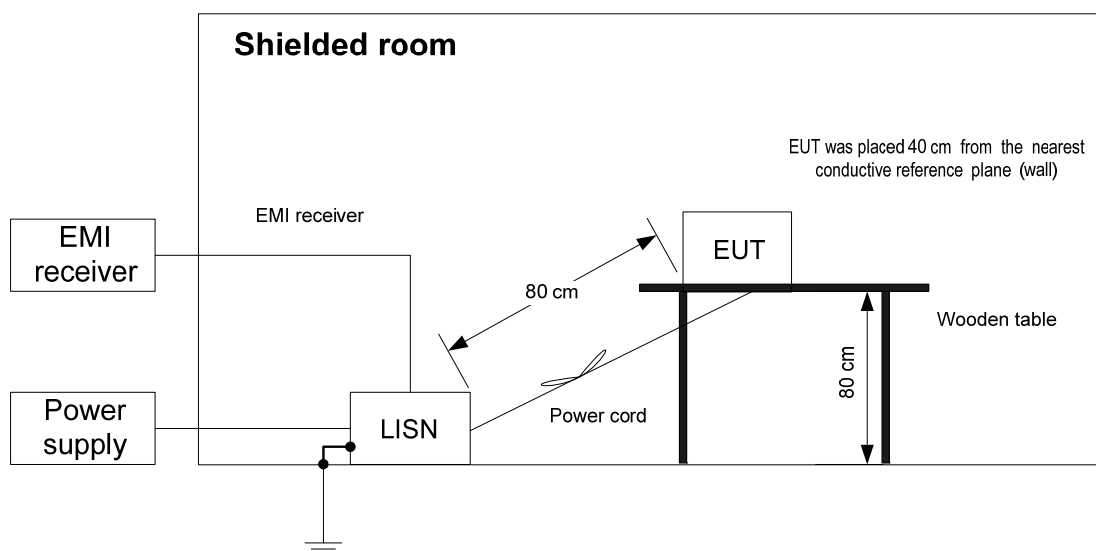 Shielded room
EUT was placed 40 cm from the nearest
conductive reference plane (wall)
EMI receiver
EMI
receiver
EUT
80 cm
Wooden table
80 cm
Power
supply
LISN
Power cord